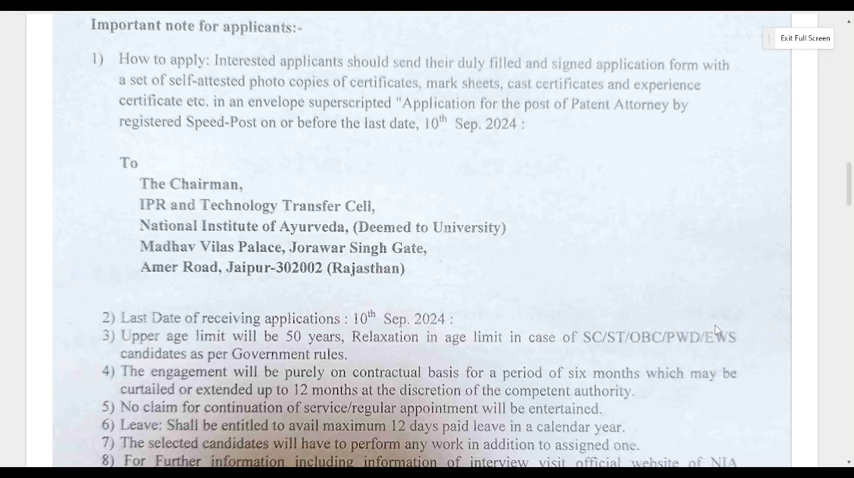 Important note for applicants:-
Exit Full Screen
1) How to apply: Interested applicants should send their duly filled and signed application form with
a set of self-attested photo copies of certificates, mark sheets, cast certificates and experience
certificate etc. in an envelope superscripted "Application for the post of Patent Attorney by
registered Speed-Post on or before the last date, 10th Sep. 2024 :
To
The Chairman,
IPR and Technology Transfer Cell,
National Institute of Ayurveda, (Deemed to University)
Madhav Vilas Palace, Jorawar Singh Gate,
Amer Road, Jaipur-302002 (Rajasthan)
2) Last Date of receiving applications : 10th Sep. 2024 :
3) Upper age limit will be 50 years, Relaxation in age limit in case of SC/ST/OBC/PWD/EWS
candidates as per Government rules.
4) The engagement will be purely on contractual basis for a period of six months which may be
curtailed or extended up to 12 months at the discretion of the competent authority.
5) No claim for continuation of service/regular appointment will be entertained.
6) Leave: Shall be entitled to avail maximum 12 days paid leave in a calendar year.
7) The selected candidates will have to perform any work in addition to assigned one.
8) For Further information including information of interview visit official website of NIA